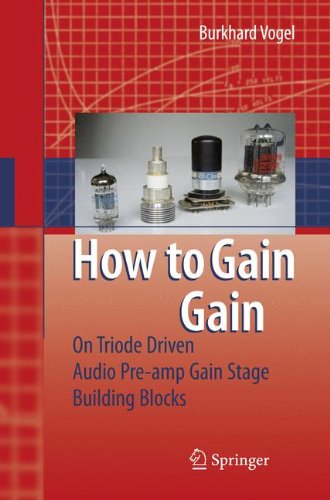 Burkhard Vogel
How to Gain
Gain
On Triode Driven
Audio Pre-amp Gain Stage
Building Blocks
Springer